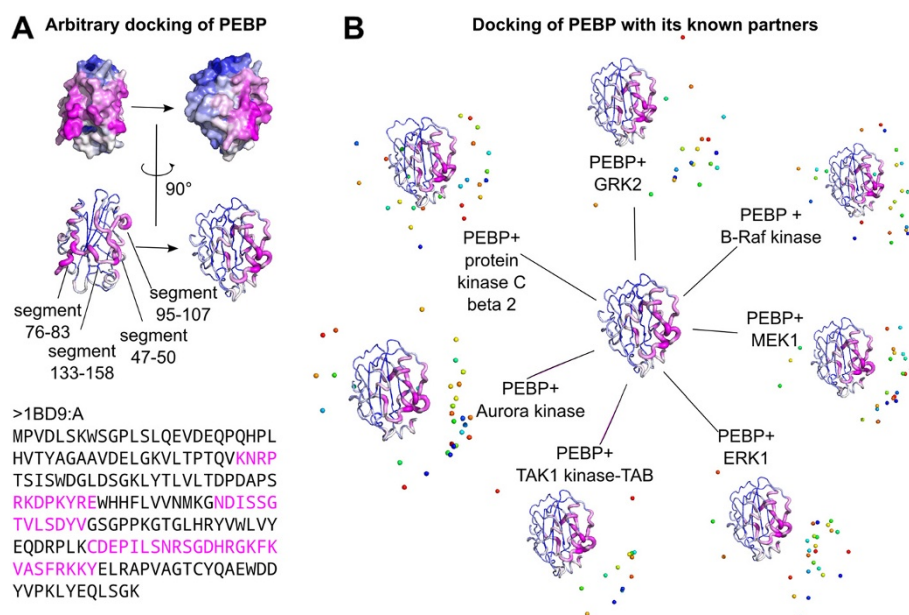 A Arbitrary docking of PEBP
90°
segment
95-107
segment
76-83
segment
47-50
segment
133-158
>1BD9:A
MPVDLSKWSGPLSLQEVDEQPQHPL
HVTYAGAAVDELGKVLTPTQVKNRP
TSISWDGLDSGKLYTLVLTDPDAPS
RKDPKYREWHHFLVVNMKGNDISSG
TVLSDYVGSGPPKGTGLHRYVWLVY
EQDRPLKCDEPILSNRSGDHRGKFK
VASFRKKYELRAPVAGTCYQAEWDD
YVPKLYEQLSGK
B Docking of PEBP with its known partners
PEBP+
GRK2
PEBP +
B-Raf kinase
PEBP+
protein
kinase C
beta 2
PEBP+
MEK1
PEBP+
Aurora kinase
PEBP+
ERK1
PEBP+
TAK1 kinase-TAB